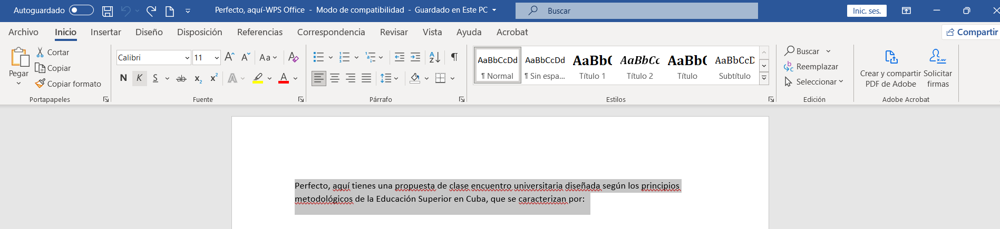 Autoguardado
Perfecto, aquí-WPS Office - Modo de compatibilidad - Guardado en Este PC
Buscar
Inic. ses.
Archivo Inicio Insertar Diseño Disposición Referencias Correspondencia Revisar Vista Ayuda Acrobat
Compartir
Pegar
Cortar
Copiar
Copiar formato
Portapapeles
Calibri 11
Aa
N K S ab x2 x2 A A
Fuente
Párrafo
AaBbCcDd AaBbCcDd AaBb( AaBbCc AaBb( AaBbCcD
¶ Normal ¶ Sin espa... Título 1 Título 2 Título Subtítulo
Estilos
Buscar
Reemplazar
Seleccionar
Edición
Crear y compartir
PDF de Adobe
Solicitar
firmas
Adobe Acrobat
Perfecto, aquí tienes una propuesta de clase encuentro universitaria diseñada según los principios
metodológicos de la Educación Superior en Cuba, que se caracterizan por: